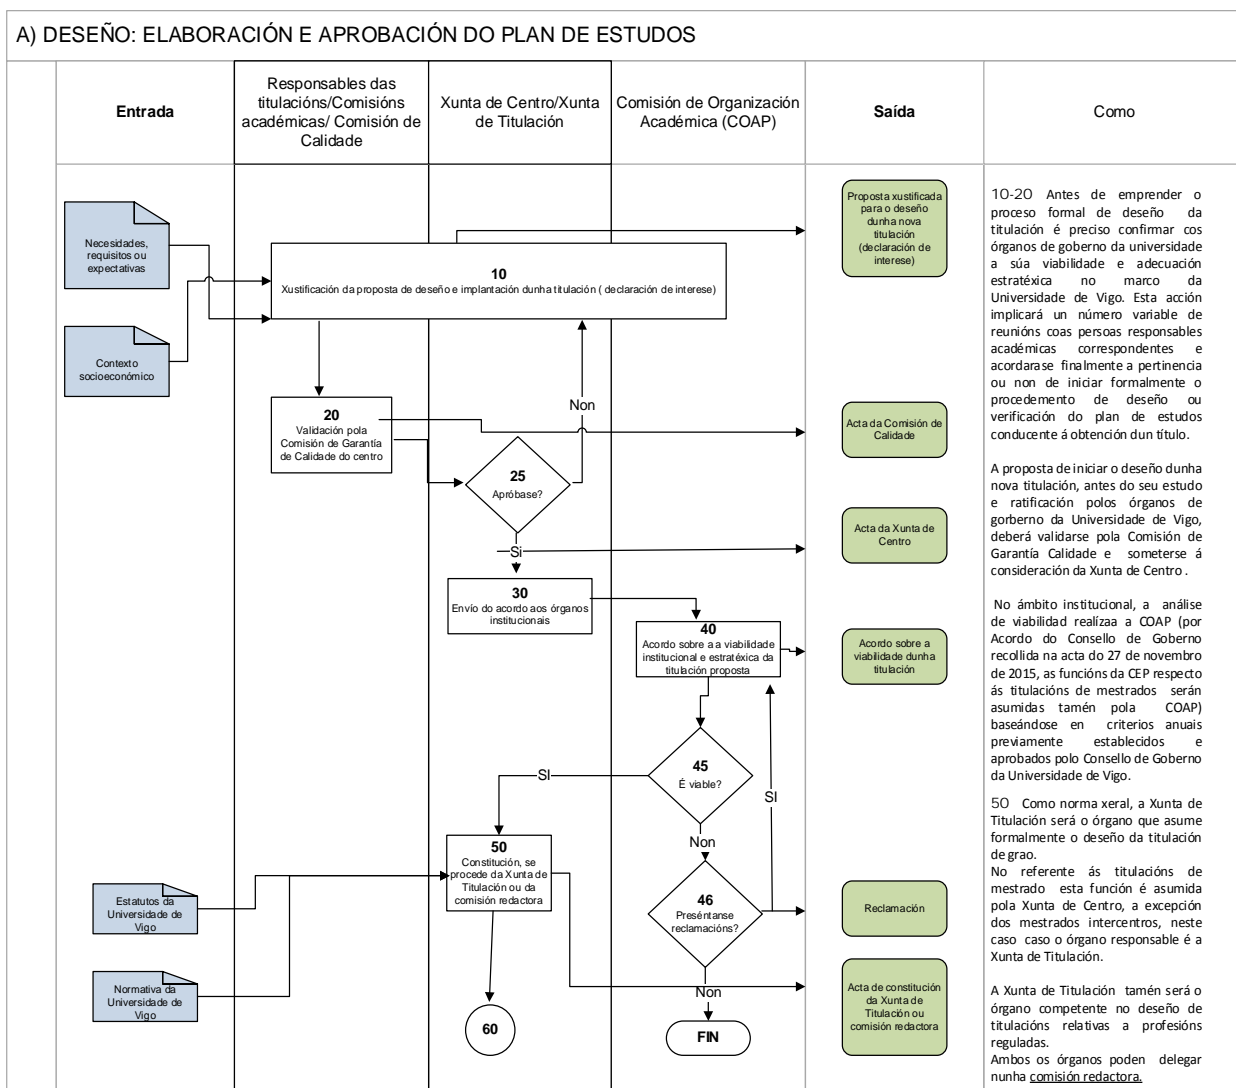 A) DESEÑO: ELABORACIÓN E APROBACIÓN DO PLAN DE ESTUDOS
Entrada
Responsables das
titulacións/Comisións
académicas/ Comisión de
Calidade
Xunta de Centro/Xunta
de Titulación
Comisión de Organización
Académica (COAP)
Saída
Como
Necesidades,
requisitos ou
expectativas
Contexto
socioeconómico
10
Xustificación da proposta de deseño e implantación dunha titulación ( declaración de interese)
Proposta xustificada
para o deseño
dunha nova
titulación
(declaración de
interese)
20
Validación pola
Comisión de Garantía
de Calidade do centro
Non
25
Apróbase?
Si
Acta da Comisión de
Calidade
Acta da Xunta de
Centro
30
Envío do acordo aos órganos
institucionais
40
Acordo sobre a a viabilidade
institucional e estratéxica da
titulación proposta
Acordo sobre a
viabilidade dunha
titulación
45
É viable?
SI
SI
Non
50
Constitución, se
procede da Xunta de
Titulación ou da
comisión redactora
46
Preséntanse
reclamacións?
Reclamación
Estatutos da
Universidade de
Vigo
Normativa da
Universidade de
Vigo
Non
60
FIN
Acta de constitución
da Xunta de
Titulación ou
comisión redactora
10-20 Antes de emprender o
proceso formal de deseño da
titulación é preciso confirmar cos
órganos de goberno da universidade
a súa viabilidade e adecuación
estratéxica no marco da
Universidade de Vigo. Esta acción
implicará un número variable de
reunións coas persoas responsables
académicas correspondentes e
acordarase finalmente a pertinencia
ou non de iniciar formalmente o
procedemento de deseño ou
verificación do plan de estudos
conducente á obtención dun título.
A proposta de iniciar o deseño dunha
nova titulación, antes do seu estudo
e ratificación polos órganos de
gorberno da Universidade de Vigo,
deberá validarse pola Comisión de
Garantía Calidade e someterse á
consideración da Xunta de Centro .
No ámbito institucional, a análise
de viabilidad realízaa a COAP (por
Acordo do Consello de Goberno
recollida na acta do 27 de novembro
de 2015, as funcións da CEP respecto
ás titulacións de mestrados serán
asumidas tamén pola COAP)
baseándose en criterios anuais
previamente establecidos e
aprobados polo Consello de Goberno
da Universidade de Vigo.
50 Como norma xeral, a Xunta de
Titulación será o órgano que asume
formalmente o deseño da titulación
de grao.
No referente ás titulacións de
mestrado esta función é asumida
pola Xunta de Centro, a excepción
dos mestrados intercentros, neste
caso caso o órgano responsable é a
Xunta de Titulación.
A Xunta de Titulación tamén será o
órgano competente no deseño de
titulacións relativas a profesións
reguladas.
Ambos os órganos poden delegar
nunha comisión redactora.